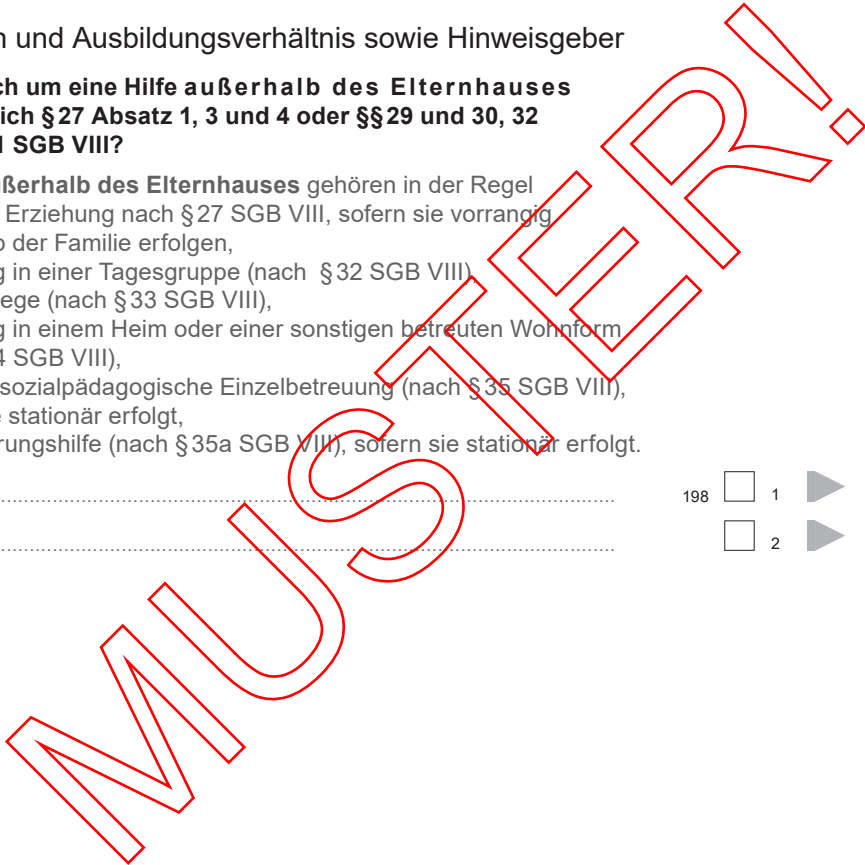 n und Ausbildungsverhältnis sowie Hinweisgeber
ch um eine Hilfe außerhalb des Elternhauses
lich § 27 Absatz 1, 3 und 4 oder §§ 29 und 30, 32
1 SGB VIII?
ußerhalb des Elternhauses gehören in der Regel
Erziehung nach § 27 SGB VIII, sofern sie vorrangig
b der Familie erfolgen,
g in einer Tagesgruppe (nach § 32 SGB VIII),
lege (nach § 33 SGB VIII),
g in einem Heim oder einer sonstigen betreuten Wohnform
4 SGB VIII),
sozialpädagogische Einzelbetreuung (nach § 35 SGB VIII),
e stationär erfolgt,
rungshilfe (nach § 35a SGB VIII), sofern sie stationär erfolgt.
198 1
2
MUSTER!